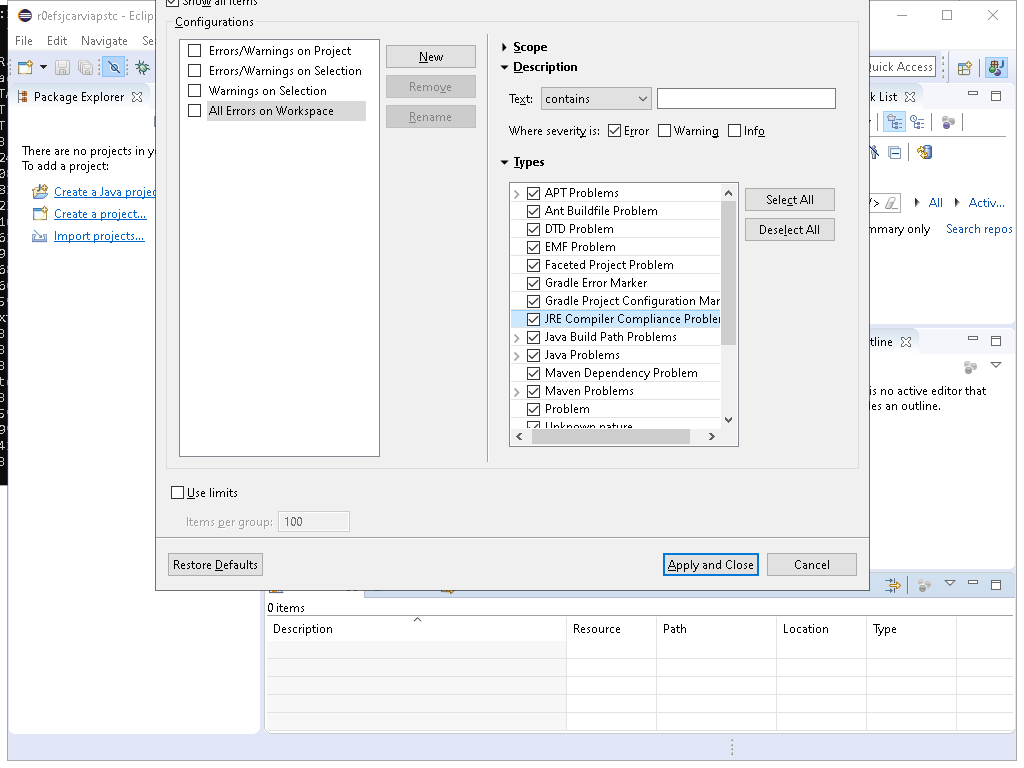 r0efsjcarviapstc - Eclip
Show all items
File Edit Navigate Se
Configurations
Errors/Warnings on Project
Errors/Warnings on Selection
Warnings on Selection
All Errors on Workspace
New
Remove
Rename
Scope
Description
Text: contains
Where severity is: Error Warning Info
Types
APT Problems
Ant Buildfile Problem
DTD Problem
EMF Problem
Faceted Project Problem
Gradle Error Marker
Gradle Project Configuration Mar
JRE Compiler Compliance Probler
Java Build Path Problems
Java Problems
Maven Dependency Problem
Maven Problems
Problem
Unknown nature
Select All
Deselect All
Use limits
Items per group: 100
Restore Defaults
Apply and Close
Cancel
Package Explorer
There are no projects in y
To add a project:
Create a Java projec
Create a project...
Import projects...
Quick Access
k List
All Activ...
nmary only Search repos
tline
is no active editor that
des an outline.
0 items
Description Resource Path Location Type